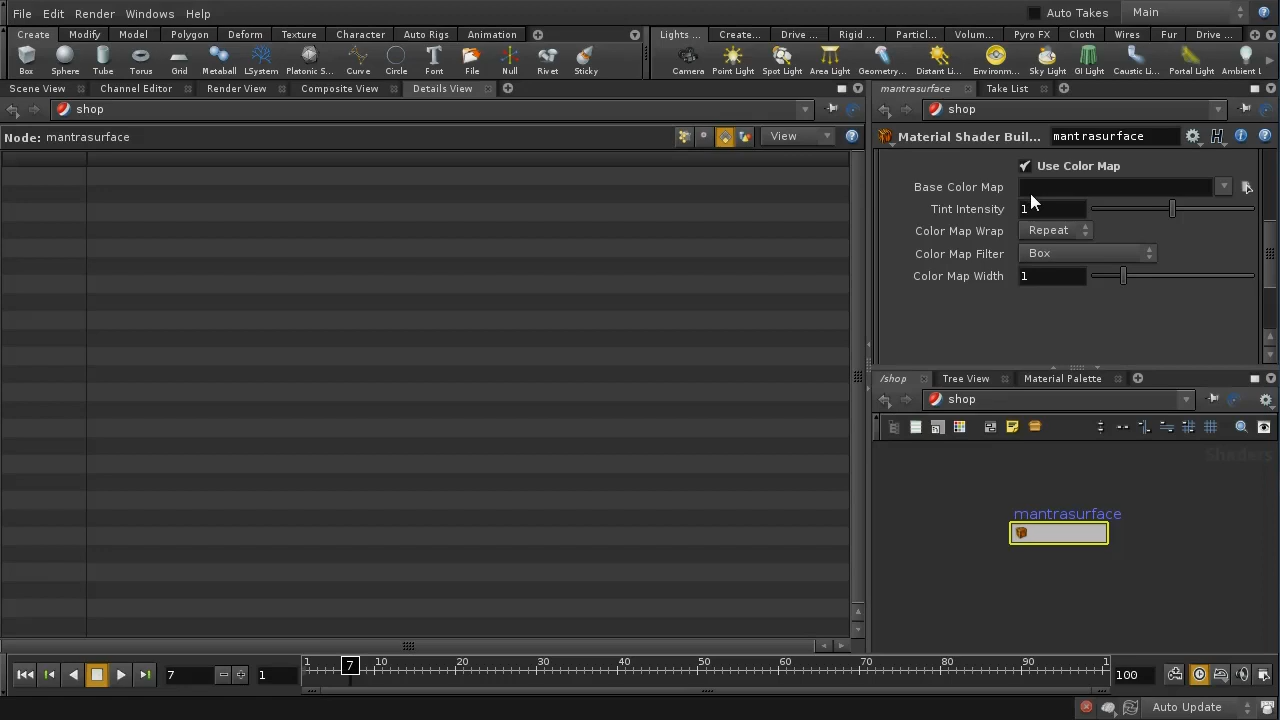 File Edit Render Windows Help Auto Takes Main
Create Modify Model Polygon Deform Texture Character Auto Rigs Animation Lights ... Create... Drive ... Rigid ... Particl... Volum... Pyro FX Cloth Wires Fur Drive ...
Box Sphere Tube Torus Grid Metaball LSystem Platonic S... Curve Circle Font File Null Rivet Sticky Camera Point Light Spot Light Area Light Geometry... Distant Li... Environm... Sky Light GI Light Caustic Li... Portal Light Ambient L
Scene View Channel Editor Render View Composite View Details View mantrasurface Take List
shop shop
Node: mantrasurface View Material Shader Buil... mantrasurface
Use Color Map
Base Color Map
Tint Intensity 1
Color Map Wrap Repeat
Color Map Filter Box
Color Map Width 1
/shop Tree View Material Palette
shop
Shaders
mantrasurface
7 1 1 7 10 20 30 40 50 60 70 80 90 1 100
Auto Update